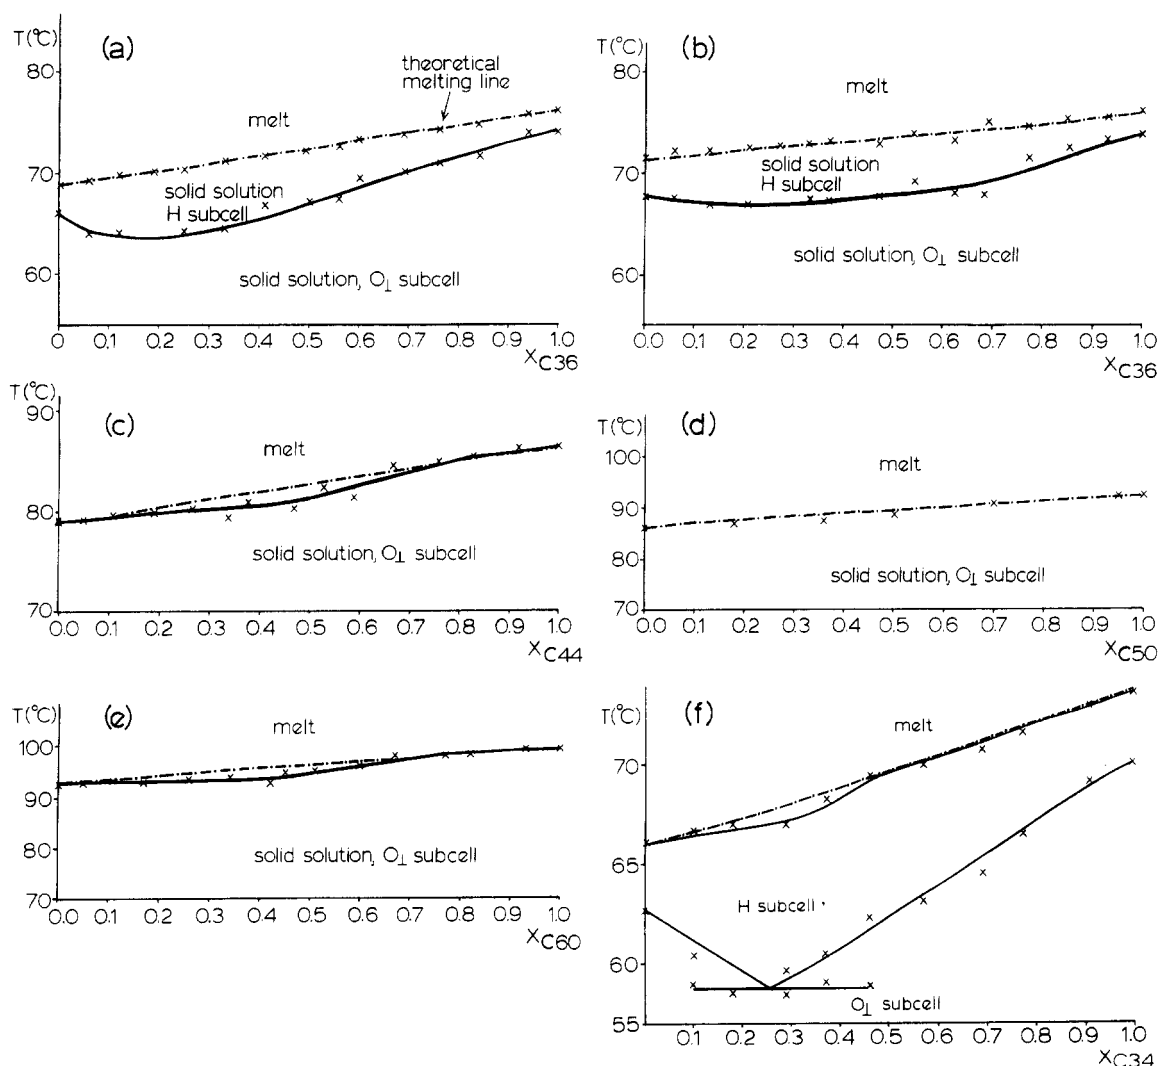 T(°C)
(a)
80
70
60
theoretical
melting line
melt
solid solution
H subcell
solid solution, O⊥ subcell
0 0.1 0.2 0.3 0.4 0.5 0.6 0.7 0.8 0.9 1.0
XC36
T(°C)
(b)
80
70
60
melt
solid solution
H subcell
solid solution, O⊥ subcell
0.0 0.1 0.2 0.3 0.4 0.5 0.6 0.7 0.8 0.9 1.0
XC36
T(°C)
(c)
90
80
70
melt
solid solution, O⊥ subcell
0.0 0.1 0.2 0.3 0.4 0.5 0.6 0.7 0.8 0.9 1.0
XC44
T(°C)
(d)
100
90
80
70
melt
solid solution, O⊥ subcell
0.0 0.1 0.2 0.3 0.4 0.5 0.6 0.7 0.8 0.9 1.0
XC50
T(°C)
(e)
100
90
80
70
melt
solid solution, O⊥ subcell
0.0 0.1 0.2 0.3 0.4 0.5 0.6 0.7 0.8 0.9 1.0
XC60
T(°C)
(f)
70
65
60
55
melt
H subcell
O⊥ subcell
0.1 0.2 0.3 0.4 0.5 0.6 0.7 0.8 0.9 1.0
XC34